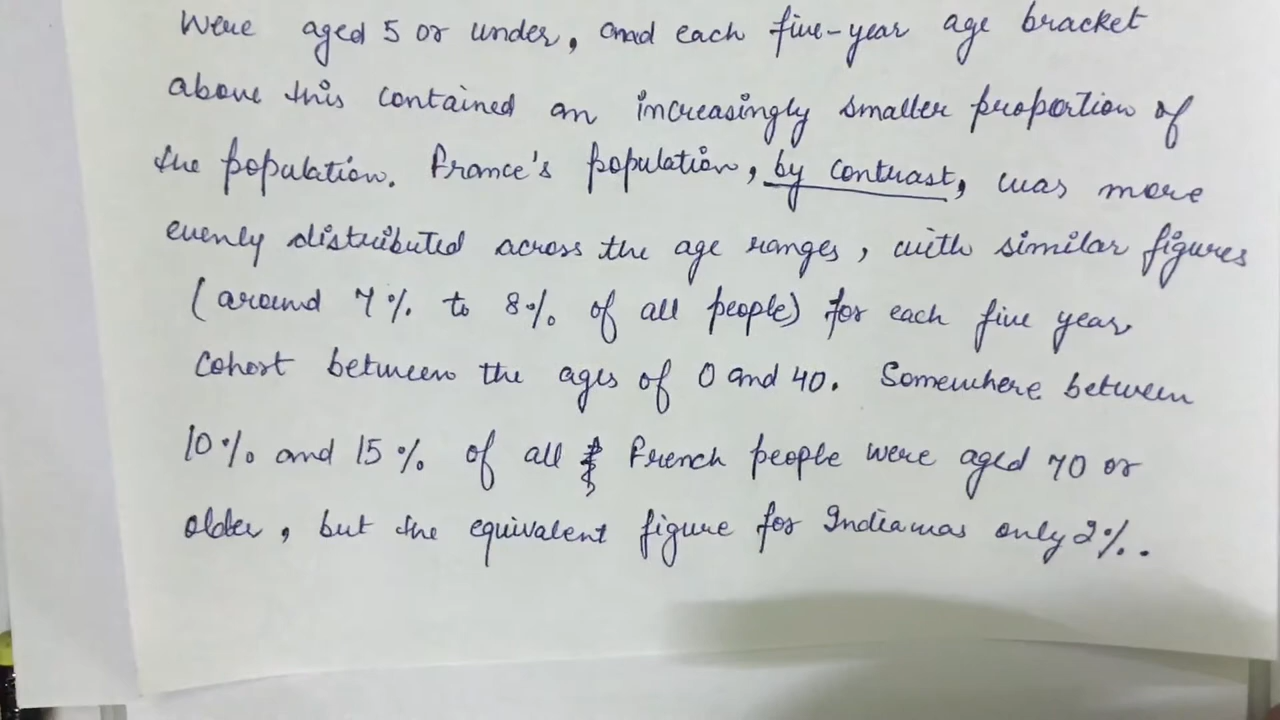 Were aged 5 or under, and each five-year age bracket
above this contained an increasingly smaller proportion of
the population. France's population, by contrast, was more
evenly distributed across the age ranges, with similar figures
(around 7% to 8% of all people) for each five year
Cohort between the ages of 0 and 40. Somewhere between
10% and 15% of all French people were aged 70 or
older, but the equivalent figure for India was only 2%.